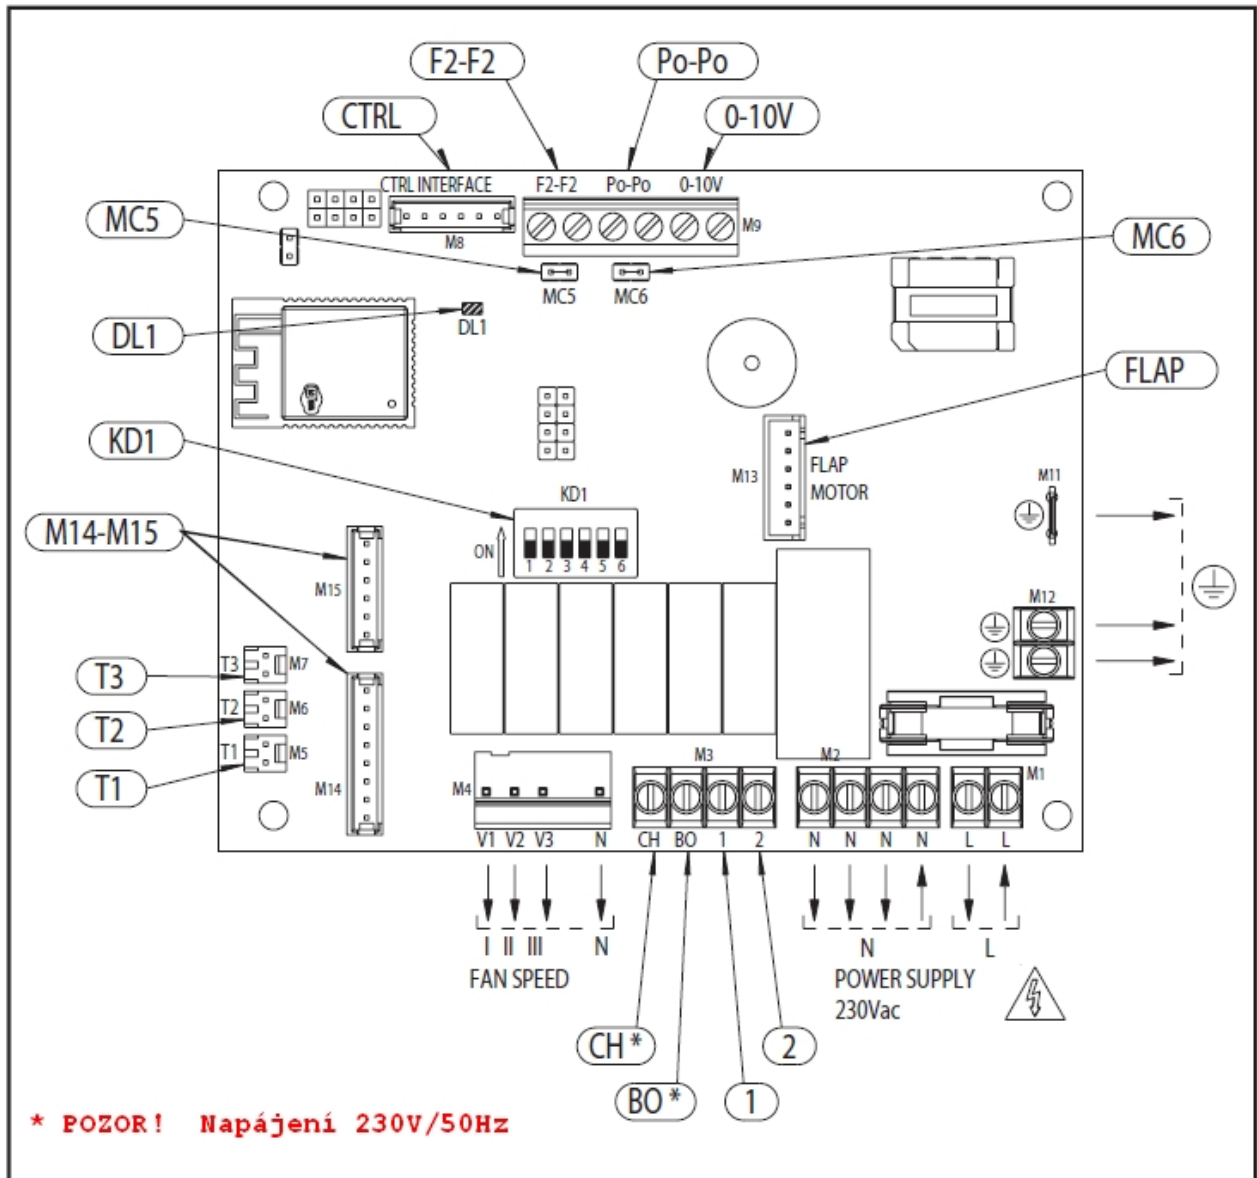 F2-F2 Po-Po
CTRL 0-10V
CTRL INTERFACE F2-F2 Po-Po 0-10V
MC5 M8 M9 MC6
MC5 MC6
DL1 DL1
FLAP
KD1 M13 FLAP MOTOR M11
KD1
M14-M15 ON 1 2 3 4 5 6
M15 M12
T3 T3 M7
T2 T2 M6
T1 T1 M5
M14 M4 M3 M2 M1
V1 V2 V3 N CH BO 1 2 N N N N L L
I II III N N L
FAN SPEED POWER SUPPLY
230Vac
CH * 2
BO * 1
* POZOR! Napájení 230V/50Hz